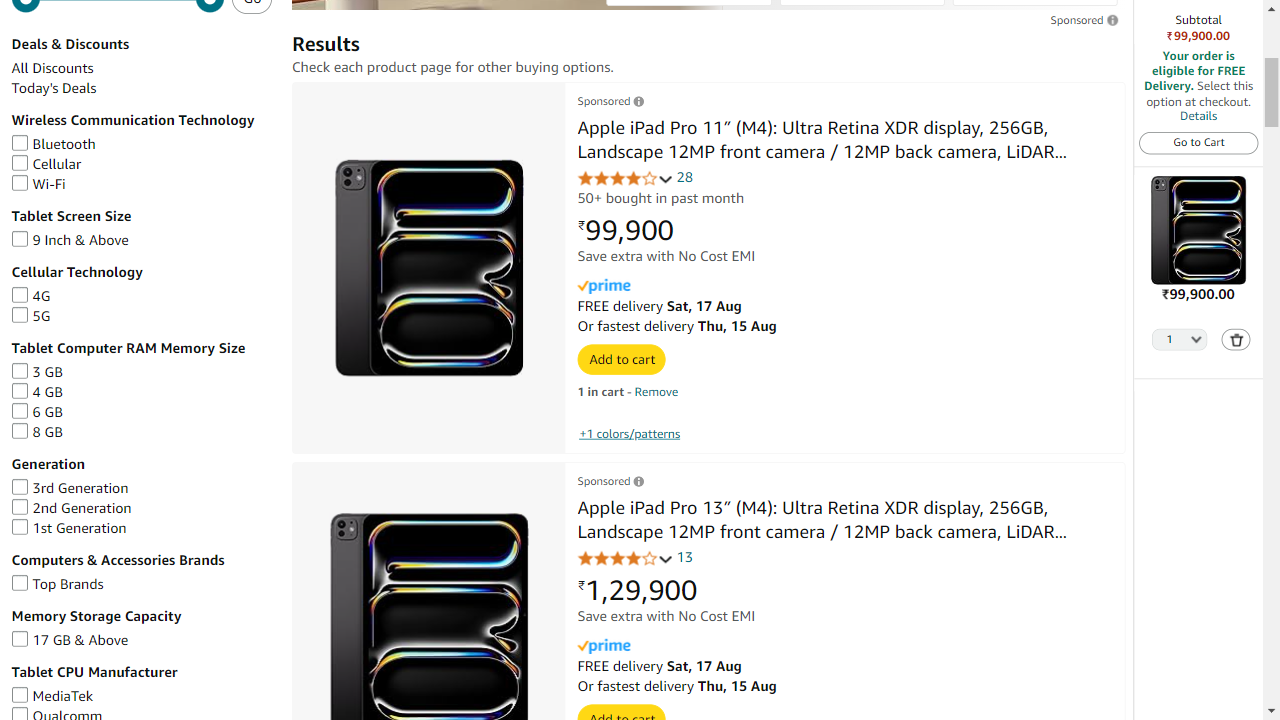 Go
Deals & Discounts
All Discounts
Today's Deals
Wireless Communication Technology
Bluetooth
Cellular
Wi-Fi
Tablet Screen Size
9 Inch & Above
Cellular Technology
4G
5G
Tablet Computer RAM Memory Size
3 GB
4 GB
6 GB
8 GB
Generation
3rd Generation
2nd Generation
1st Generation
Computers & Accessories Brands
Top Brands
Memory Storage Capacity
17 GB & Above
Tablet CPU Manufacturer
MediaTek
Qualcomm
Sponsored
Results
Check each product page for other buying options.
Sponsored
Apple iPad Pro 11″ (M4): Ultra Retina XDR display, 256GB,
Landscape 12MP front camera / 12MP back camera, LiDAR...
28
50+ bought in past month
₹99,900
Save extra with No Cost EMI
prime
FREE delivery Sat, 17 Aug
Or fastest delivery Thu, 15 Aug
Add to cart
1 in cart - Remove
+1 colors/patterns
Sponsored
Apple iPad Pro 13″ (M4): Ultra Retina XDR display, 256GB,
Landscape 12MP front camera / 12MP back camera, LiDAR...
13
₹1,29,900
Save extra with No Cost EMI
prime
FREE delivery Sat, 17 Aug
Or fastest delivery Thu, 15 Aug
Add to cart
Subtotal
₹99,900.00
Your order is
eligible for FREE
Delivery. Select this
option at checkout.
Details
Go to Cart
₹99,900.00
1